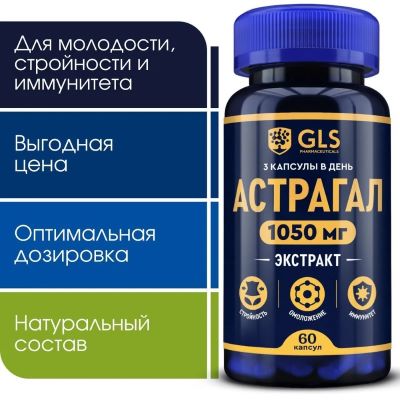 Для молодости,
стройности и
иммунитета
Выгодная
цена
Оптимальная
дозировка
Натуральный
состав
GLS
PHARMACEUTICALS
3 КАПСУЛЫ В ДЕНЬ
АСТРАГАЛ
1050 МГ
ЭКСТРАКТ
СТРОЙНОСТЬ
ОМОЛОЖЕНИЕ
ИММУНИТЕТ
60
капсул